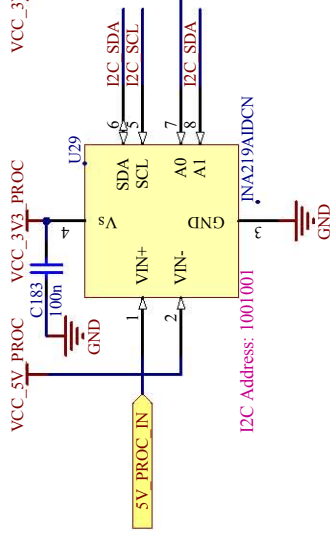 VCC_3
I2C_SDA
I2C_SCL
I2C_SDA
6
5
7
8
U29
SDA
SCL
A0
A1
INA219AIDCN
VCC_3V3_PROC
4
Vs
GND
3
GND
C183
100n
GND
VIN+
VIN-
1
2
VCC_5V_PROC
5V_PROC_IN
I2C Address: 1001001